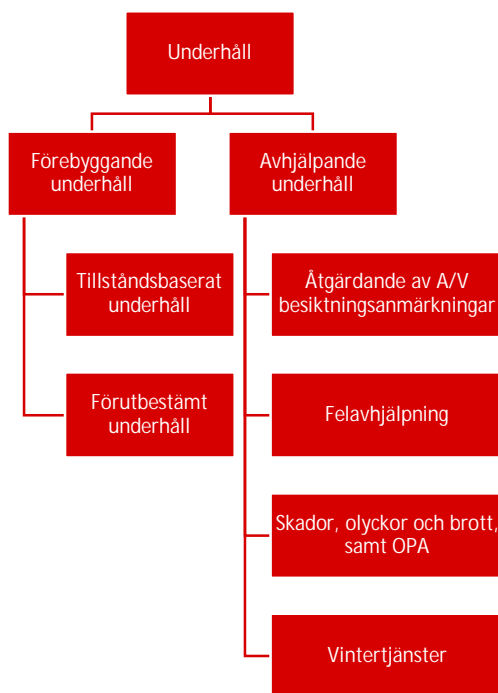 Underhåll
Förebyggande
underhåll
Avhjälpande
underhåll
Tillståndsbaserat
underhåll
Förutbestämt
underhåll
Åtgärdande av A/V
besiktningsanmärkningar
Felavhjälpning
Skador, olyckor och brott,
samt OPA
Vintertjänster